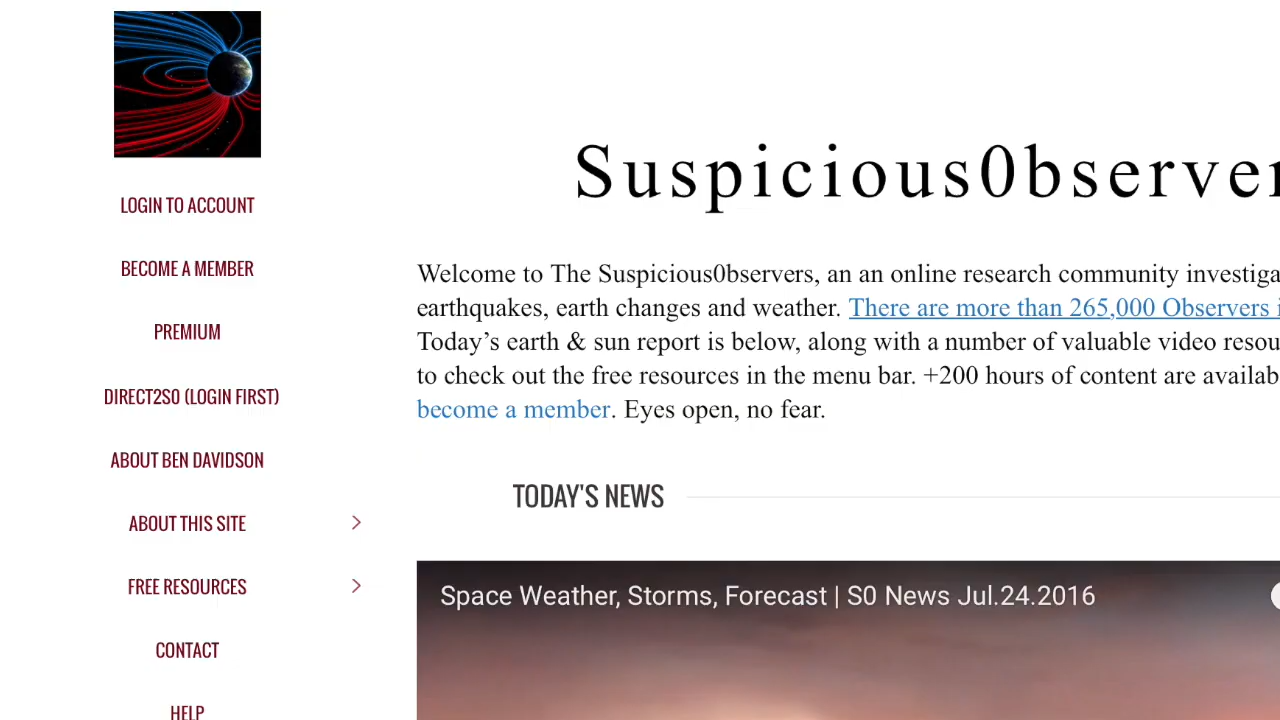 LOGIN TO ACCOUNT
BECOME A MEMBER
PREMIUM
DIRECT2S0 (LOGIN FIRST)
ABOUT BEN DAVIDSON
ABOUT THIS SITE
FREE RESOURCES
CONTACT
HELP
Suspicious0bserver
Welcome to The Suspicious0bservers, an an online research community investiga
earthquakes, earth changes and weather. There are more than 265,000 Observers i
Today’s earth & sun report is below, along with a number of valuable video resou
to check out the free resources in the menu bar. +200 hours of content are availab
become a member. Eyes open, no fear.
TODAY'S NEWS
Space Weather, Storms, Forecast | S0 News Jul.24.2016